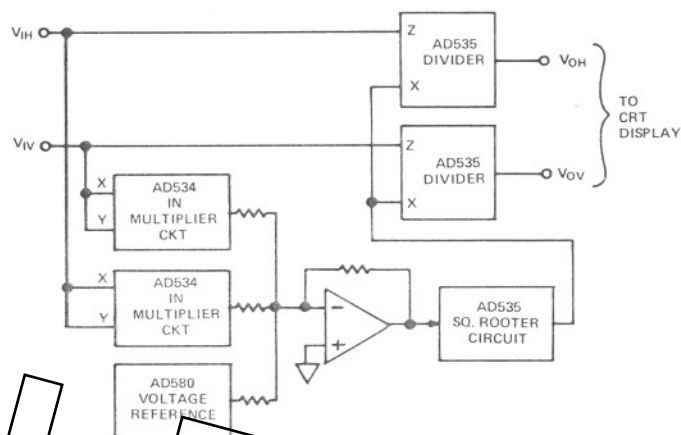 VIH
Z
AD535
DIVIDER
X
VOH
TO
CRT
DISPLAY
VIV
Z
AD535
DIVIDER
X
VOV
X
AD534
IN
MULTIPLIER
CKT
Y
X
AD534
IN
MULTIPLIER
CKT
Y
−
+
AD535
SQ. ROOTER
CIRCUIT
AD580
VOLTAGE
REFERENCE